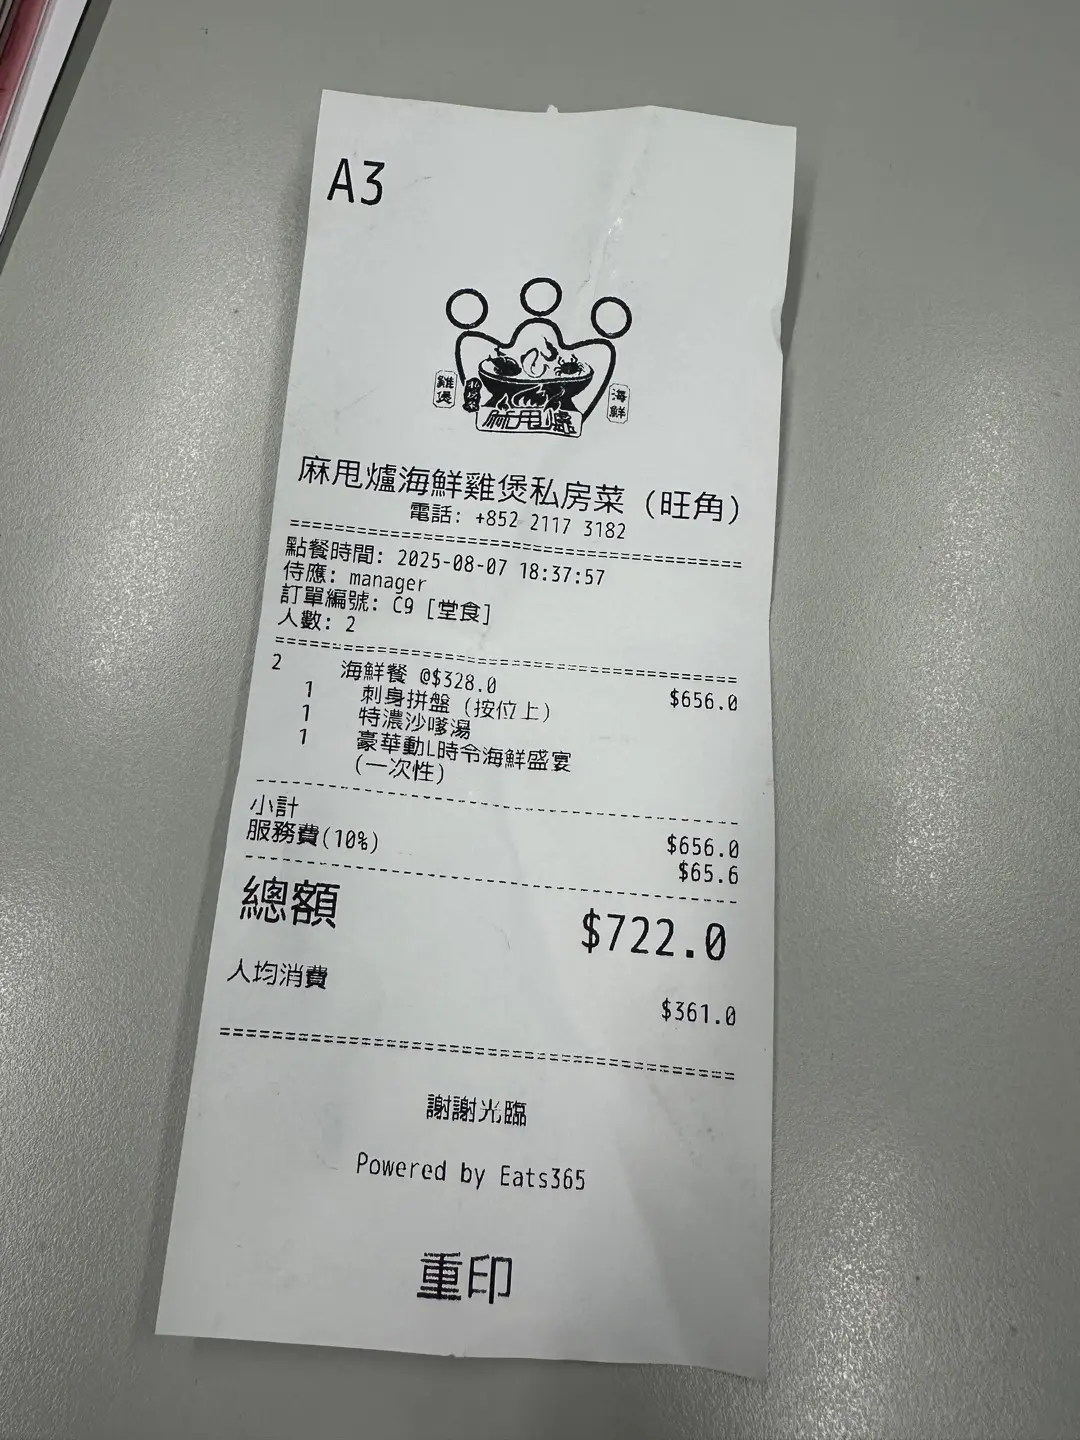 A3
雞煲
私房菜
海鮮
麻甩爐
麻甩爐海鮮雞煲私房菜 (旺角)
電話: +852 2117 3182
點餐時間: 2025-08-07 18:37:57
侍應: manager
訂單編號: C9 [堂食]
人數: 2
2 海鮮餐 @$328.0 $656.0
1 刺身拼盤 (按位上)
1 特濃沙嗲湯
1 豪華動L時令海鮮盛宴
(一次性)
小計 $656.0
服務費(10%) $65.6
總額 $722.0
人均消費 $361.0
謝謝光臨
Powered by Eats365
重印